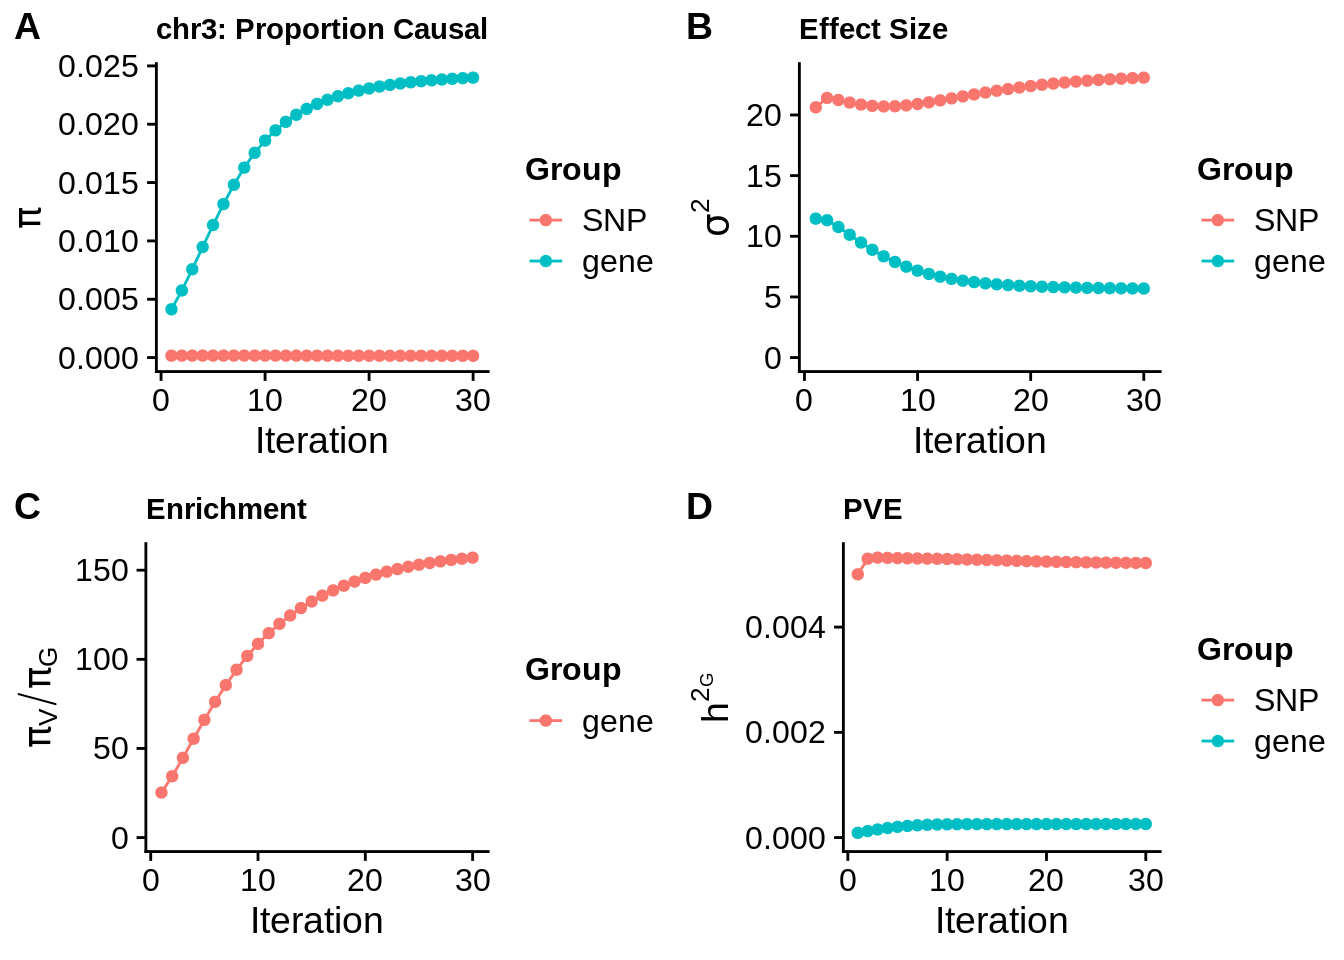 A
chr3: Proportion Causal
π
0.025
0.020
0.015
0.010
0.005
0.000
0 10 20 30
Iteration
Group
SNP
gene
B
Effect Size
σ²
20
15
10
5
0
0 10 20 30
Iteration
Group
SNP
gene
C
Enrichment
πV/πG
150
100
50
0
0 10 20 30
Iteration
Group
gene
D
PVE
h2G
0.004
0.002
0.000
0 10 20 30
Iteration
Group
SNP
gene